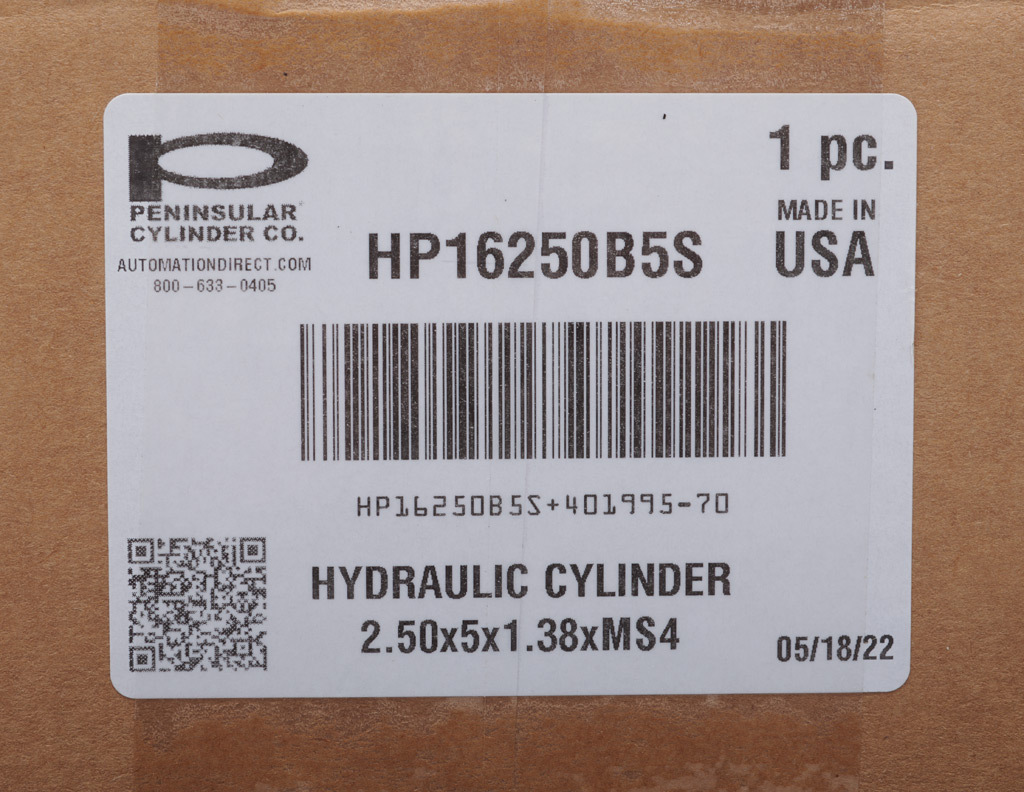 PENINSULAR
CYLINDER CO.
AUTOMATIONDIRECT.COM
800-633-0405
1 pc.
MADE IN
USA
HP16250B5S
HP16250B5S+401995-70
HYDRAULIC CYLINDER
2.50x5x1.38xMS4
05/18/22